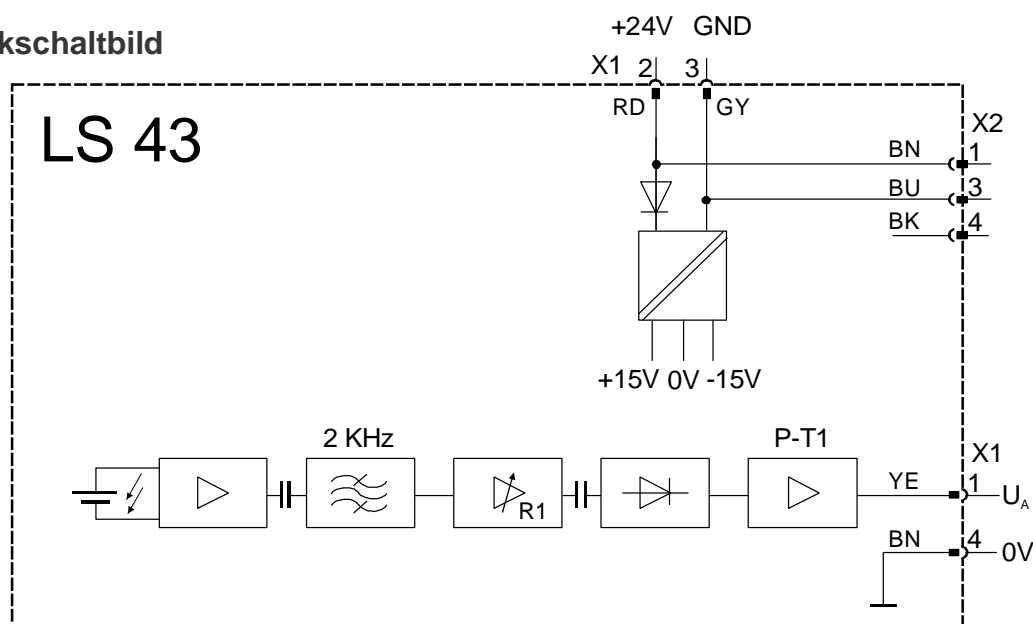 kschaltbild
+24V GND
X1 2 3
RD GY
LS 43
X2
BN 1
BU 3
BK 4
+15V 0V -15V
2 KHz
P-T1
R1
X1
YE 1 UA
BN 4 0V